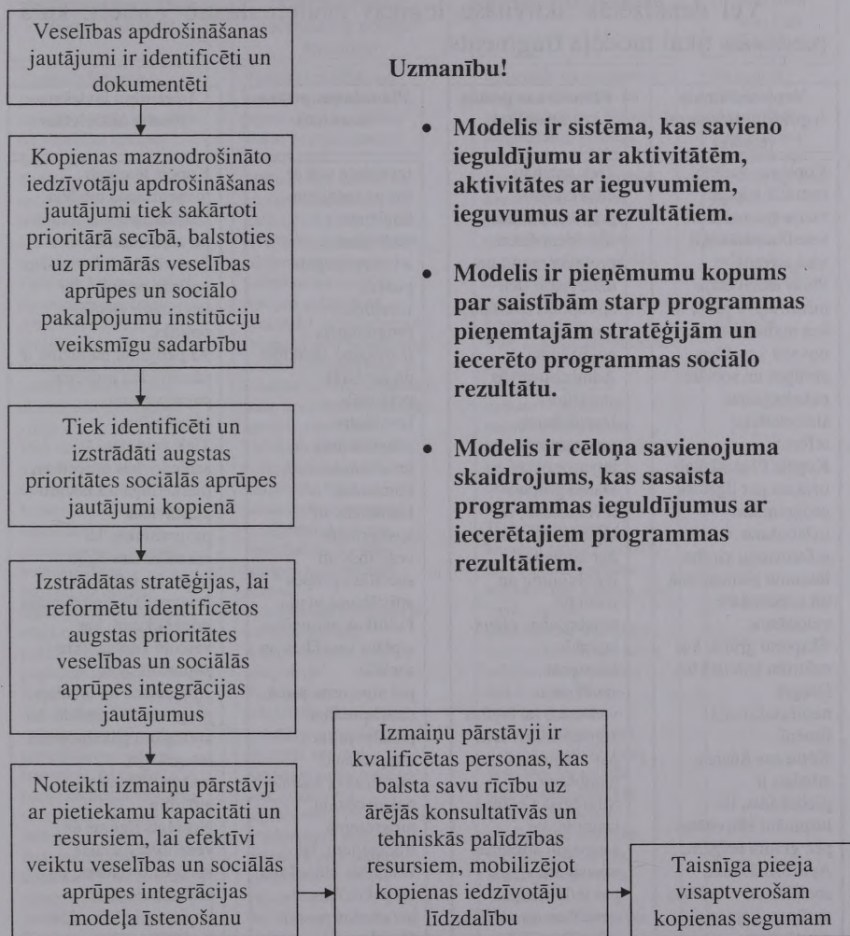 Veselības apdrošināšanas
jautājumi ir identificēti un
dokumentēti
Kopienas maznodrošināto
iedzīvotāju apdrošināšanas
jautājumi tiek sakārtoti
prioritārā secībā, balstoties
uz primārās veselības
aprūpes un sociālo
pakalpojumu institūciju
veiksmīgu sadarbību
Tiek identificēti un
izstrādāti augstas
prioritātes sociālās aprūpes
jautājumi kopienā
Izstrādātas stratēģijas, lai
reformētu identificētos
augstas prioritātes
veselības un sociālās
aprūpes integrācijas
jautājumus
Noteikti izmaiņu pārstāvji
ar pietiekamu kapacitāti un
resursiem, lai efektīvi
veiktu veselības un sociālās
aprūpes integrācijas
modeļa īstenošanu
Izmaiņu pārstāvji ir
kvalificētas personas, kas
balsta savu rīcību uz
ārējās konsultatīvās un
tehniskās palīdzības
resursiem, mobilizējot
kopienas iedzīvotāju
līdzdalību
Taisnīga pieeja
visaptverošam
kopienas segumam
Uzmanību!
• Modelis ir sistēma, kas savieno
ieguldījumu ar aktivitātēm,
aktivitātes ar ieguvumiem,
ieguvumus ar rezultātiem.
• Modelis ir pieņēmumu kopums
par saistībām starp programmas
pieņemtajām stratēģijām un
iecerēto programmas sociālo
rezultātu.
• Modelis ir cēloņa savienojuma
skaidrojums, kas sasaista
programmas ieguldījumus ar
iecerētajiem programmas
rezultātiem.